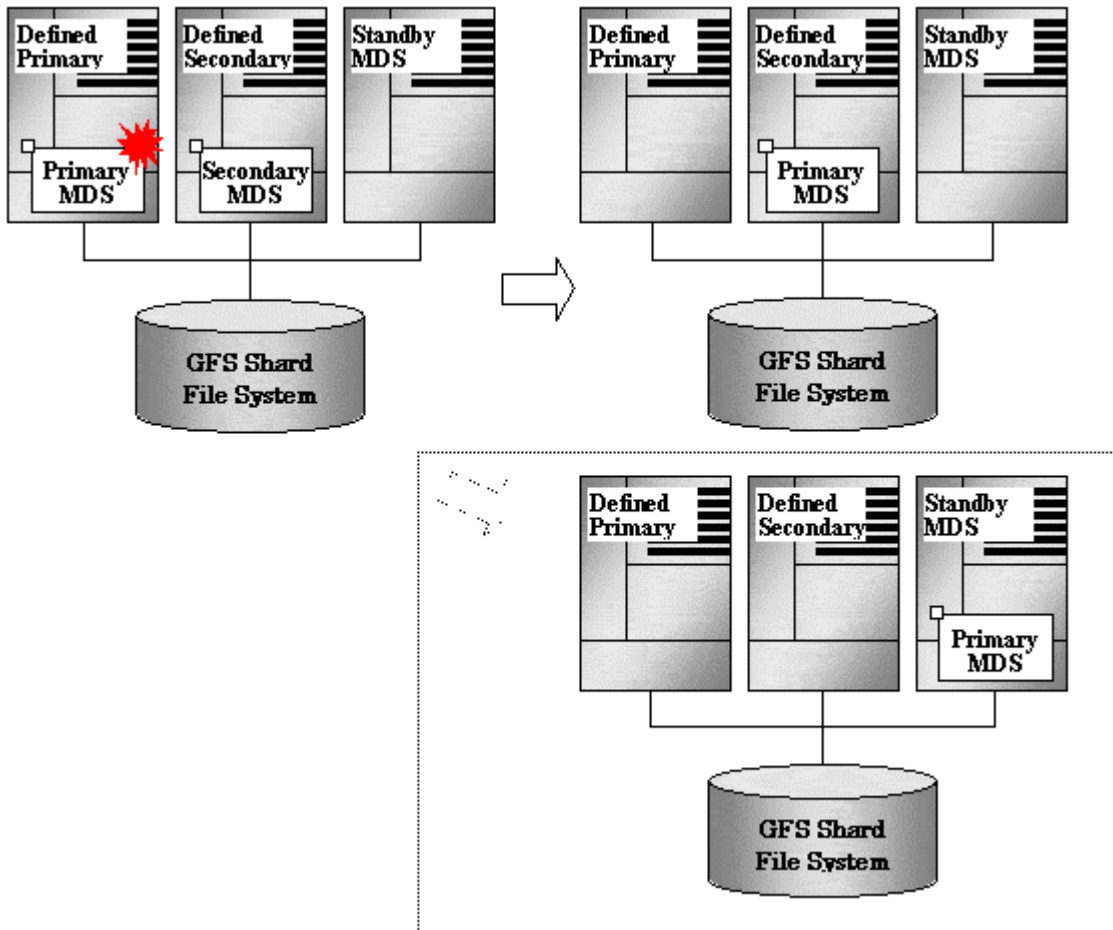 Defined
Primary
Defined
Secondary
Standby
MDS
Primary
MDS
Secondary
MDS
GFS Shard
File System
Defined
Primary
Defined
Secondary
Standby
MDS
Primary
MDS
GFS Shard
File System
Defined
Primary
Defined
Secondary
Standby
MDS
Primary
MDS
GFS Shard
File System